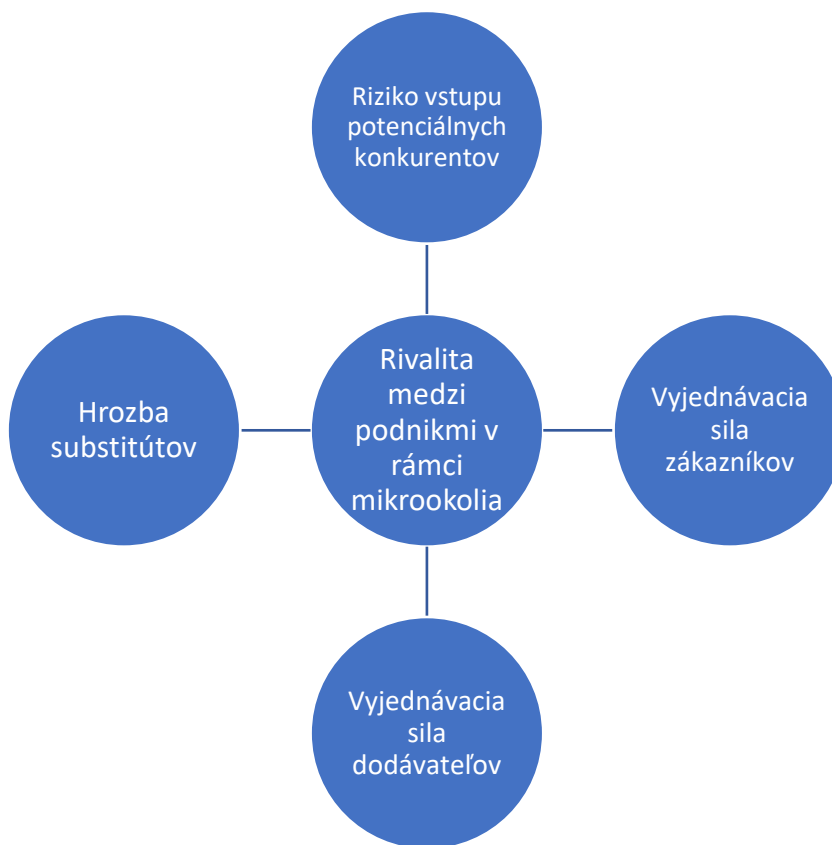 Riziko vstupu
potenciálnych
konkurentov
Hrozba
substitútov
Rivalita
medzi
podnikmi v
rámci
mikrookolia
Vyjednávacia
sila
zákazníkov
Vyjednávacia
sila
dodávateľov